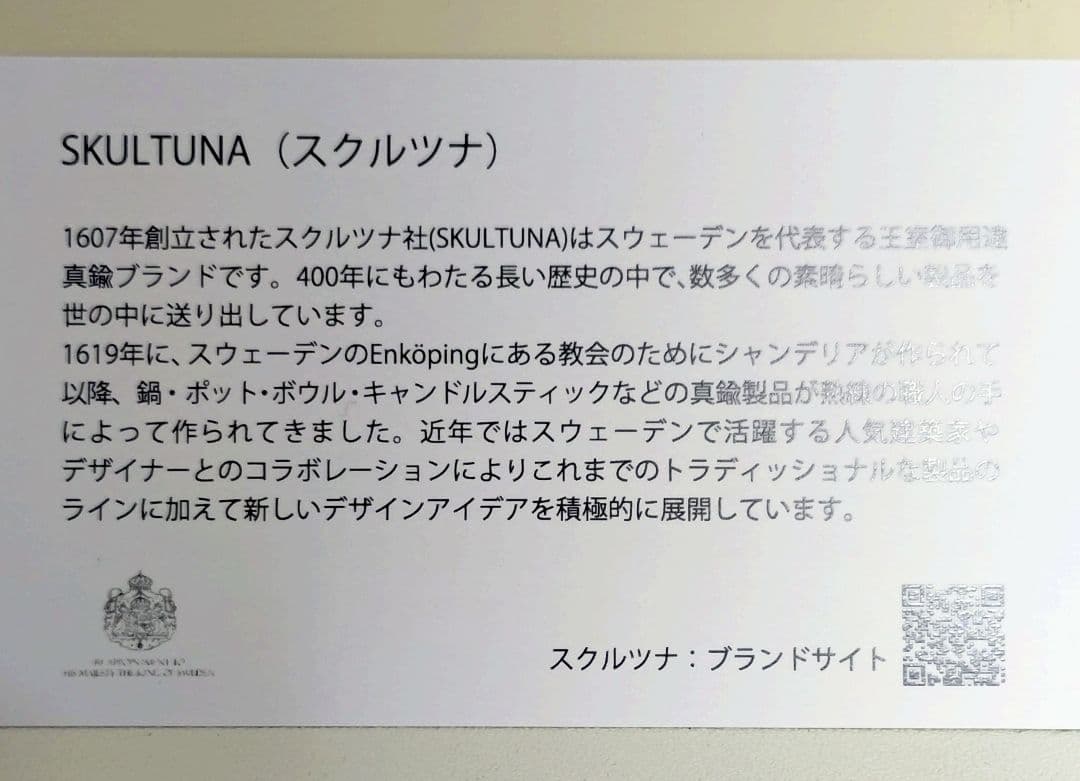 SKULTUNA（スクルツナ）
1607年創立されたスクルツナ社(SKULTUNA)はスウェーデンを代表する王室御用達
真鍮ブランドです。400年にもわたる長い歴史の中で、数多くの素晴らしい製品を
世の中に送り出しています。
1619年に、スウェーデンのEnköpingにある教会のためにシャンデリアが作られて
以降、鍋・ポット・ボウル・キャンドルスティックなどの真鍮製品が熟練の職人の手
によって作られてきました。近年ではスウェーデンで活躍する人気建築家や
デザイナーとのコラボレーションによりこれまでのトラディッショナルな製品の
ラインに加えて新しいデザインアイデアを積極的に展開しています。
BY APPOINTMENT TO
HIS MAJESTY THE KING OF SWEDEN
スクルツナ：ブランドサイト